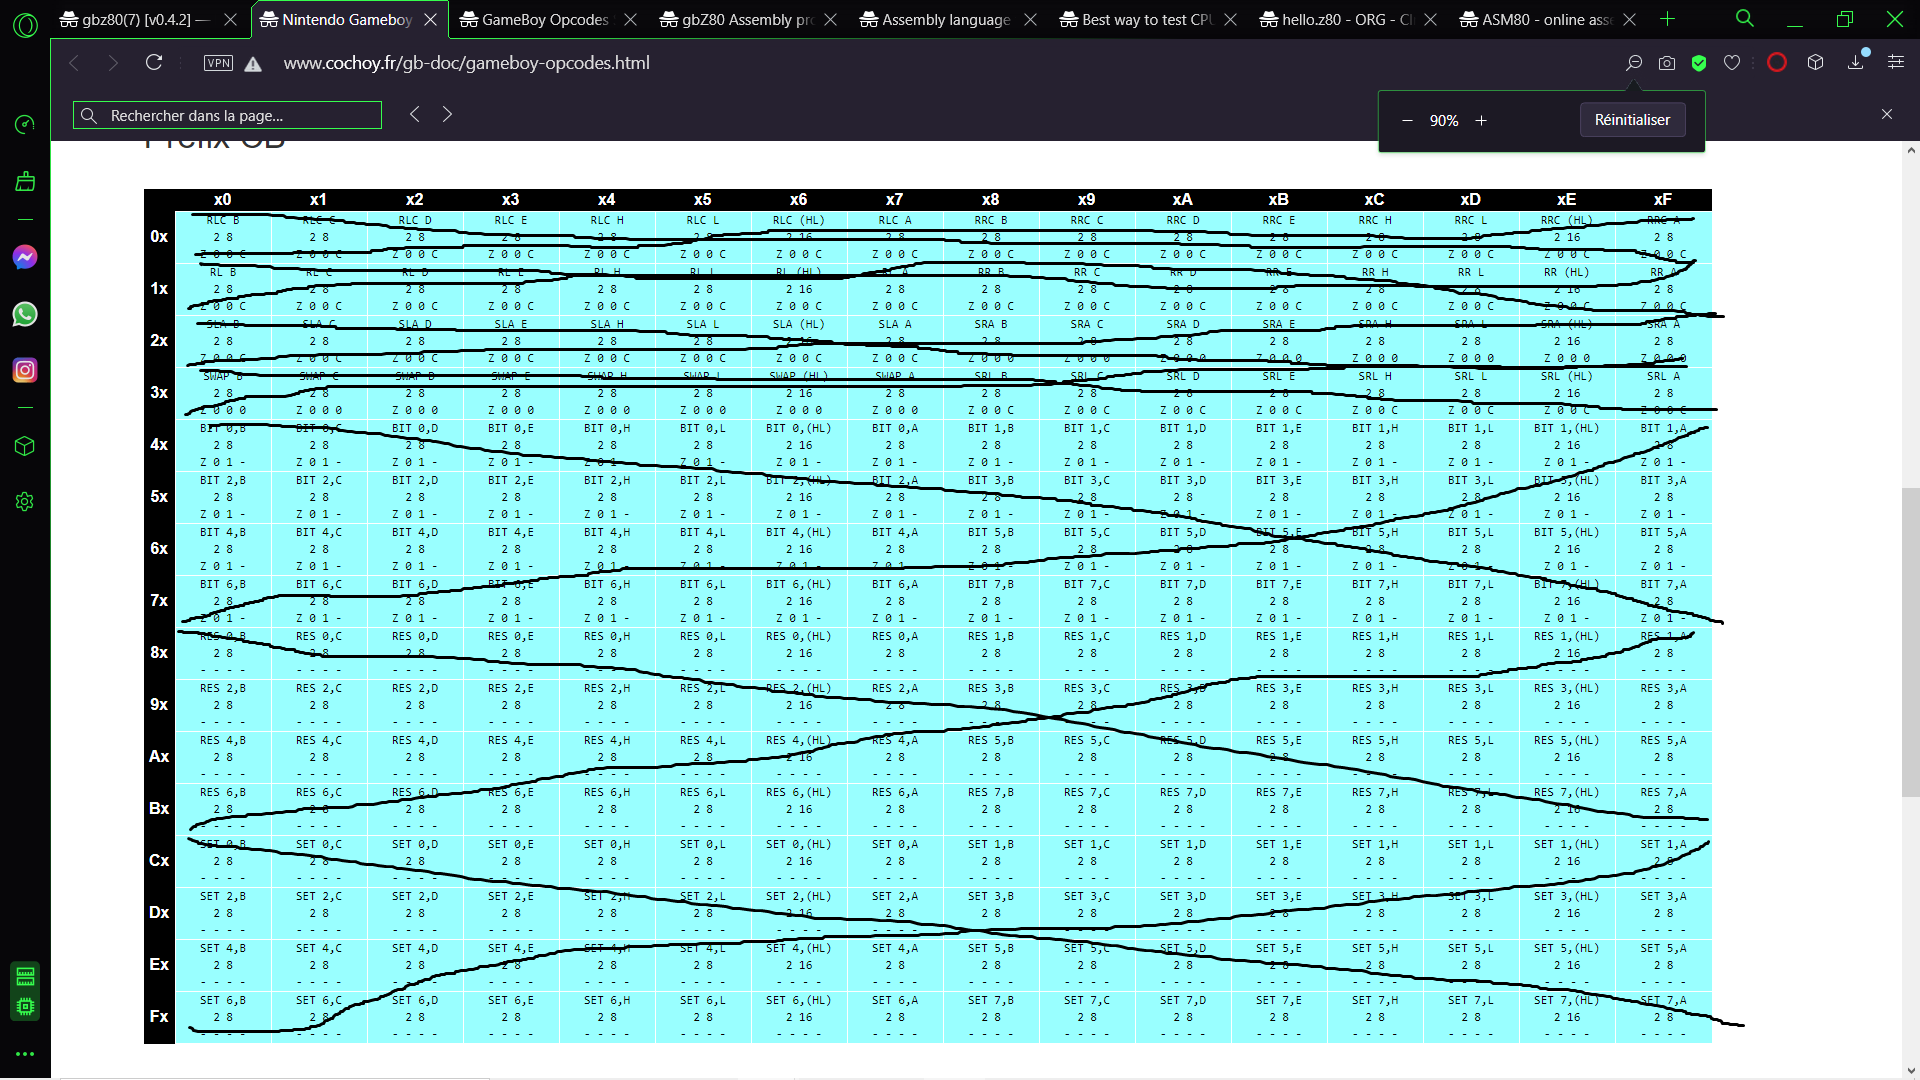 gbz80(7) [v0.4.2] —
Nintendo Gameboy
GameBoy Opcodes
gbZ80 Assembly pr
Assembly language
Best way to test CPU
hello.z80 - ORG - C
ASM80 - online ass
VPN
www.cochoy.fr/gb-doc/gameboy-opcodes.html
Rechercher dans la page...
90%
Réinitialiser
Prefix CB
x0 x1 x2 x3 x4 x5 x6 x7 x8 x9 xA xB xC xD xE xF
RLC B RLC C RLC D RLC E RLC H RLC L RLC (HL) RLC A RRC B RRC C RRC D RRC E RRC H RRC L RRC (HL) RRC A
0x 2 8 2 8 2 8 2 8 2 8 2 8 2 16 2 8 2 8 2 8 2 8 2 8 2 8 2 8 2 16 2 8
Z 0 0 C Z 0 0 C Z 0 0 C Z 0 0 C Z 0 0 C Z 0 0 C Z 0 0 C Z 0 0 C Z 0 0 C Z 0 0 C Z 0 0 C Z 0 0 C Z 0 0 C Z 0 0 C Z 0 0 C Z 0 0 C
RL B RL C RL D RL E RL H RL L RL (HL) RL A RR B RR C RR D RR E RR H RR L RR (HL) RR A
1x 2 8 2 8 2 8 2 8 2 8 2 8 2 16 2 8 2 8 2 8 2 8 2 8 2 8 2 8 2 16 2 8
Z 0 0 C Z 0 0 C Z 0 0 C Z 0 0 C Z 0 0 C Z 0 0 C Z 0 0 C Z 0 0 C Z 0 0 C Z 0 0 C Z 0 0 C Z 0 0 C Z 0 0 C Z 0 0 C Z 0 0 C Z 0 0 C
SLA B SLA C SLA D SLA E SLA H SLA L SLA (HL) SLA A SRA B SRA C SRA D SRA E SRA H SRA L SRA (HL) SRA A
2x 2 8 2 8 2 8 2 8 2 8 2 8 2 16 2 8 2 8 2 8 2 8 2 8 2 8 2 8 2 16 2 8
Z 0 0 C Z 0 0 C Z 0 0 C Z 0 0 C Z 0 0 C Z 0 0 C Z 0 0 C Z 0 0 C Z 0 0 0 Z 0 0 0 Z 0 0 0 Z 0 0 0 Z 0 0 0 Z 0 0 0 Z 0 0 0 Z 0 0 0
SWAP B SWAP C SWAP D SWAP E SWAP H SWAP L SWAP (HL) SWAP A SRL B SRL C SRL D SRL E SRL H SRL L SRL (HL) SRL A
3x 2 8 2 8 2 8 2 8 2 8 2 8 2 16 2 8 2 8 2 8 2 8 2 8 2 8 2 8 2 16 2 8
Z 0 0 0 Z 0 0 0 Z 0 0 0 Z 0 0 0 Z 0 0 0 Z 0 0 0 Z 0 0 0 Z 0 0 0 Z 0 0 C Z 0 0 C Z 0 0 C Z 0 0 C Z 0 0 C Z 0 0 C Z 0 0 C Z 0 0 C
BIT 0,B BIT 0,C BIT 0,D BIT 0,E BIT 0,H BIT 0,L BIT 0,(HL) BIT 0,A BIT 1,B BIT 1,C BIT 1,D BIT 1,E BIT 1,H BIT 1,L BIT 1,(HL) BIT 1,A
4x 2 8 2 8 2 8 2 8 2 8 2 8 2 16 2 8 2 8 2 8 2 8 2 8 2 8 2 8 2 16 2 8
Z 0 1 - Z 0 1 - Z 0 1 - Z 0 1 - Z 0 1 - Z 0 1 - Z 0 1 - Z 0 1 - Z 0 1 - Z 0 1 - Z 0 1 - Z 0 1 - Z 0 1 - Z 0 1 - Z 0 1 - Z 0 1 -
BIT 2,B BIT 2,C BIT 2,D BIT 2,E BIT 2,H BIT 2,L BIT 2,(HL) BIT 2,A BIT 3,B BIT 3,C BIT 3,D BIT 3,E BIT 3,H BIT 3,L BIT 3,(HL) BIT 3,A
5x 2 8 2 8 2 8 2 8 2 8 2 8 2 16 2 8 2 8 2 8 2 8 2 8 2 8 2 8 2 16 2 8
Z 0 1 - Z 0 1 - Z 0 1 - Z 0 1 - Z 0 1 - Z 0 1 - Z 0 1 - Z 0 1 - Z 0 1 - Z 0 1 - Z 0 1 - Z 0 1 - Z 0 1 - Z 0 1 - Z 0 1 - Z 0 1 -
BIT 4,B BIT 4,C BIT 4,D BIT 4,E BIT 4,H BIT 4,L BIT 4,(HL) BIT 4,A BIT 5,B BIT 5,C BIT 5,D BIT 5,E BIT 5,H BIT 5,L BIT 5,(HL) BIT 5,A
6x 2 8 2 8 2 8 2 8 2 8 2 8 2 16 2 8 2 8 2 8 2 8 2 8 2 8 2 8 2 16 2 8
Z 0 1 - Z 0 1 - Z 0 1 - Z 0 1 - Z 0 1 - Z 0 1 - Z 0 1 - Z 0 1 - Z 0 1 - Z 0 1 - Z 0 1 - Z 0 1 - Z 0 1 - Z 0 1 - Z 0 1 - Z 0 1 -
BIT 6,B BIT 6,C BIT 6,D BIT 6,E BIT 6,H BIT 6,L BIT 6,(HL) BIT 6,A BIT 7,B BIT 7,C BIT 7,D BIT 7,E BIT 7,H BIT 7,L BIT 7,(HL) BIT 7,A
7x 2 8 2 8 2 8 2 8 2 8 2 8 2 16 2 8 2 8 2 8 2 8 2 8 2 8 2 8 2 16 2 8
Z 0 1 - Z 0 1 - Z 0 1 - Z 0 1 - Z 0 1 - Z 0 1 - Z 0 1 - Z 0 1 - Z 0 1 - Z 0 1 - Z 0 1 - Z 0 1 - Z 0 1 - Z 0 1 - Z 0 1 - Z 0 1 -
RES 0,B RES 0,C RES 0,D RES 0,E RES 0,H RES 0,L RES 0,(HL) RES 0,A RES 1,B RES 1,C RES 1,D RES 1,E RES 1,H RES 1,L RES 1,(HL) RES 1,A
8x 2 8 2 8 2 8 2 8 2 8 2 8 2 16 2 8 2 8 2 8 2 8 2 8 2 8 2 8 2 16 2 8
- - - - - - - - - - - - - - - - - - - - - - - - - - - - - - - - - - - - - - - - - - - - - - - - - - - - - - - - - - - - - - - -
RES 2,B RES 2,C RES 2,D RES 2,E RES 2,H RES 2,L RES 2,(HL) RES 2,A RES 3,B RES 3,C RES 3,D RES 3,E RES 3,H RES 3,L RES 3,(HL) RES 3,A
9x 2 8 2 8 2 8 2 8 2 8 2 8 2 16 2 8 2 8 2 8 2 8 2 8 2 8 2 8 2 16 2 8
- - - - - - - - - - - - - - - - - - - - - - - - - - - - - - - - - - - - - - - - - - - - - - - - - - - - - - - - - - - - - - - -
RES 4,B RES 4,C RES 4,D RES 4,E RES 4,H RES 4,L RES 4,(HL) RES 4,A RES 5,B RES 5,C RES 5,D RES 5,E RES 5,H RES 5,L RES 5,(HL) RES 5,A
Ax 2 8 2 8 2 8 2 8 2 8 2 8 2 16 2 8 2 8 2 8 2 8 2 8 2 8 2 8 2 16 2 8
- - - - - - - - - - - - - - - - - - - - - - - - - - - - - - - - - - - - - - - - - - - - - - - - - - - - - - - - - - - - - - - -
RES 6,B RES 6,C RES 6,D RES 6,E RES 6,H RES 6,L RES 6,(HL) RES 6,A RES 7,B RES 7,C RES 7,D RES 7,E RES 7,H RES 7,L RES 7,(HL) RES 7,A
Bx 2 8 2 8 2 8 2 8 2 8 2 8 2 16 2 8 2 8 2 8 2 8 2 8 2 8 2 8 2 16 2 8
- - - - - - - - - - - - - - - - - - - - - - - - - - - - - - - - - - - - - - - - - - - - - - - - - - - - - - - - - - - - - - - -
SET 0,B SET 0,C SET 0,D SET 0,E SET 0,H SET 0,L SET 0,(HL) SET 0,A SET 1,B SET 1,C SET 1,D SET 1,E SET 1,H SET 1,L SET 1,(HL) SET 1,A
Cx 2 8 2 8 2 8 2 8 2 8 2 8 2 16 2 8 2 8 2 8 2 8 2 8 2 8 2 8 2 16 2 8
- - - - - - - - - - - - - - - - - - - - - - - - - - - - - - - - - - - - - - - - - - - - - - - - - - - - - - - - - - - - - - - -
SET 2,B SET 2,C SET 2,D SET 2,E SET 2,H SET 2,L SET 2,(HL) SET 2,A SET 3,B SET 3,C SET 3,D SET 3,E SET 3,H SET 3,L SET 3,(HL) SET 3,A
Dx 2 8 2 8 2 8 2 8 2 8 2 8 2 16 2 8 2 8 2 8 2 8 2 8 2 8 2 8 2 16 2 8
- - - - - - - - - - - - - - - - - - - - - - - - - - - - - - - - - - - - - - - - - - - - - - - - - - - - - - - - - - - - - - - -
SET 4,B SET 4,C SET 4,D SET 4,E SET 4,H SET 4,L SET 4,(HL) SET 4,A SET 5,B SET 5,C SET 5,D SET 5,E SET 5,H SET 5,L SET 5,(HL) SET 5,A
Ex 2 8 2 8 2 8 2 8 2 8 2 8 2 16 2 8 2 8 2 8 2 8 2 8 2 8 2 8 2 16 2 8
- - - - - - - - - - - - - - - - - - - - - - - - - - - - - - - - - - - - - - - - - - - - - - - - - - - - - - - - - - - - - - - -
SET 6,B SET 6,C SET 6,D SET 6,E SET 6,H SET 6,L SET 6,(HL) SET 6,A SET 7,B SET 7,C SET 7,D SET 7,E SET 7,H SET 7,L SET 7,(HL) SET 7,A
Fx 2 8 2 8 2 8 2 8 2 8 2 8 2 16 2 8 2 8 2 8 2 8 2 8 2 8 2 8 2 16 2 8
- - - - - - - - - - - - - - - - - - - - - - - - - - - - - - - - - - - - - - - - - - - - - - - - - - - - - - - - - - - - - - - -